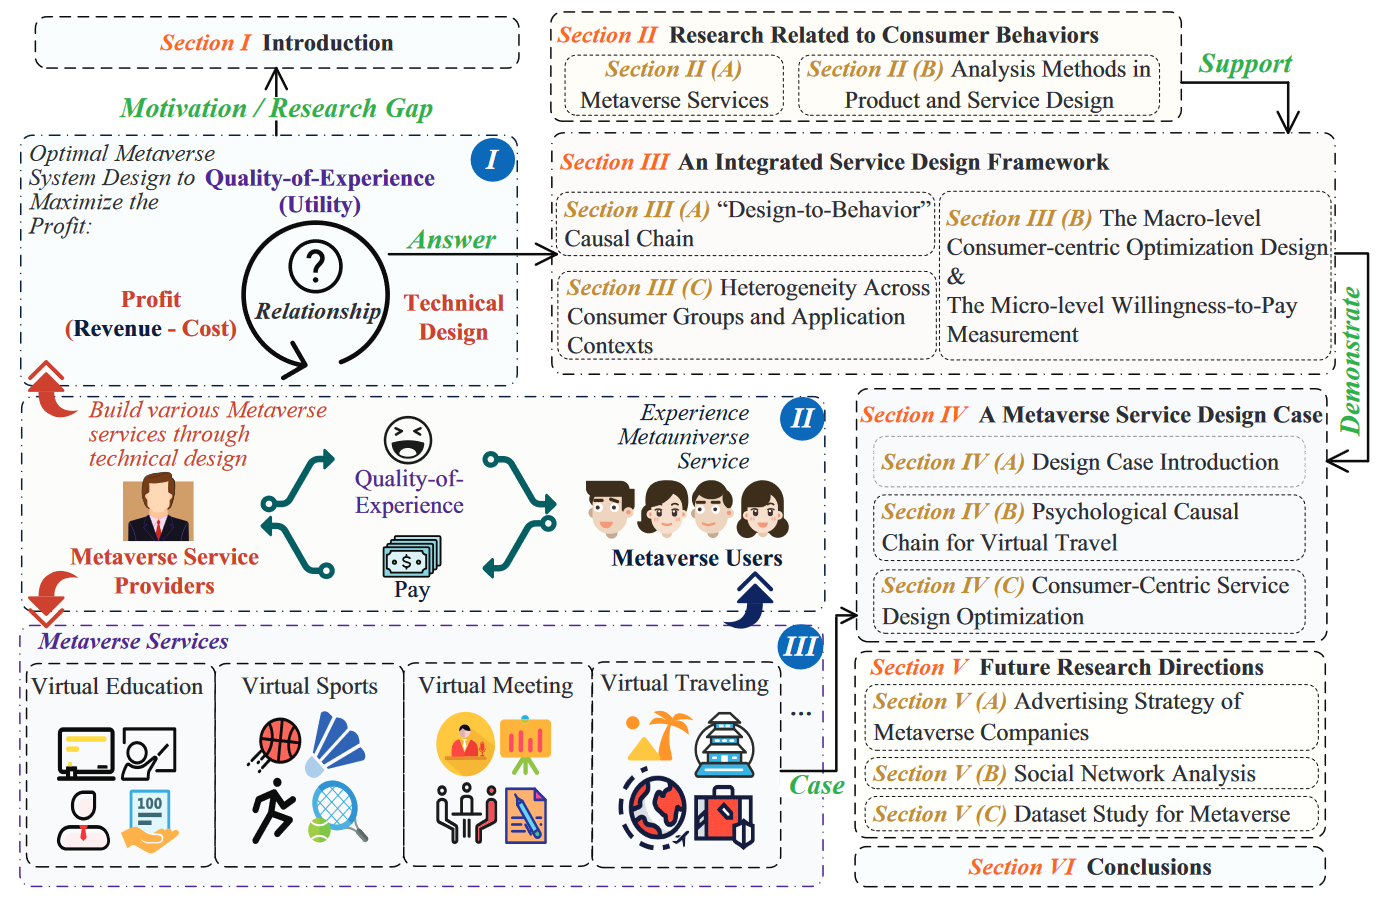 Section I Introduction
Motivation / Research Gap
Optimal Metaverse
System Design to
Maximize the
Profit:
I
Quality-of-Experience
(Utility)
?
Relationship
Profit
(Revenue - Cost)
Technical
Design
Answer
Build various Metaverse
services through
technical design
Metaverse Service
Providers
Quality-of-
Experience
$
Pay
Experience
Metauniverse
Service
II
Metaverse Users
Metaverse Services
III
Virtual Education
100
Virtual Sports
Virtual Meeting
Virtual Traveling
...
Case
Section II Research Related to Consumer Behaviors
Section II (A)
Metaverse Services
Section II (B) Analysis Methods in
Product and Service Design
Support
Section III An Integrated Service Design Framework
Section III (A) “Design-to-Behavior”
Causal Chain
Section III (C) Heterogeneity Across
Consumer Groups and Application
Contexts
Section III (B) The Macro-level
Consumer-centric Optimization Design
&
The Micro-level Willingness-to-Pay
Measurement
Demonstrate
Section IV A Metaverse Service Design Case
Section IV (A) Design Case Introduction
Section IV (B) Psychological Causal
Chain for Virtual Travel
Section IV (C) Consumer-Centric Service
Design Optimization
Section V Future Research Directions
Section V (A) Advertising Strategy of
Metaverse Companies
Section V (B) Social Network Analysis
Section V (C) Dataset Study for Metaverse
Section VI Conclusions